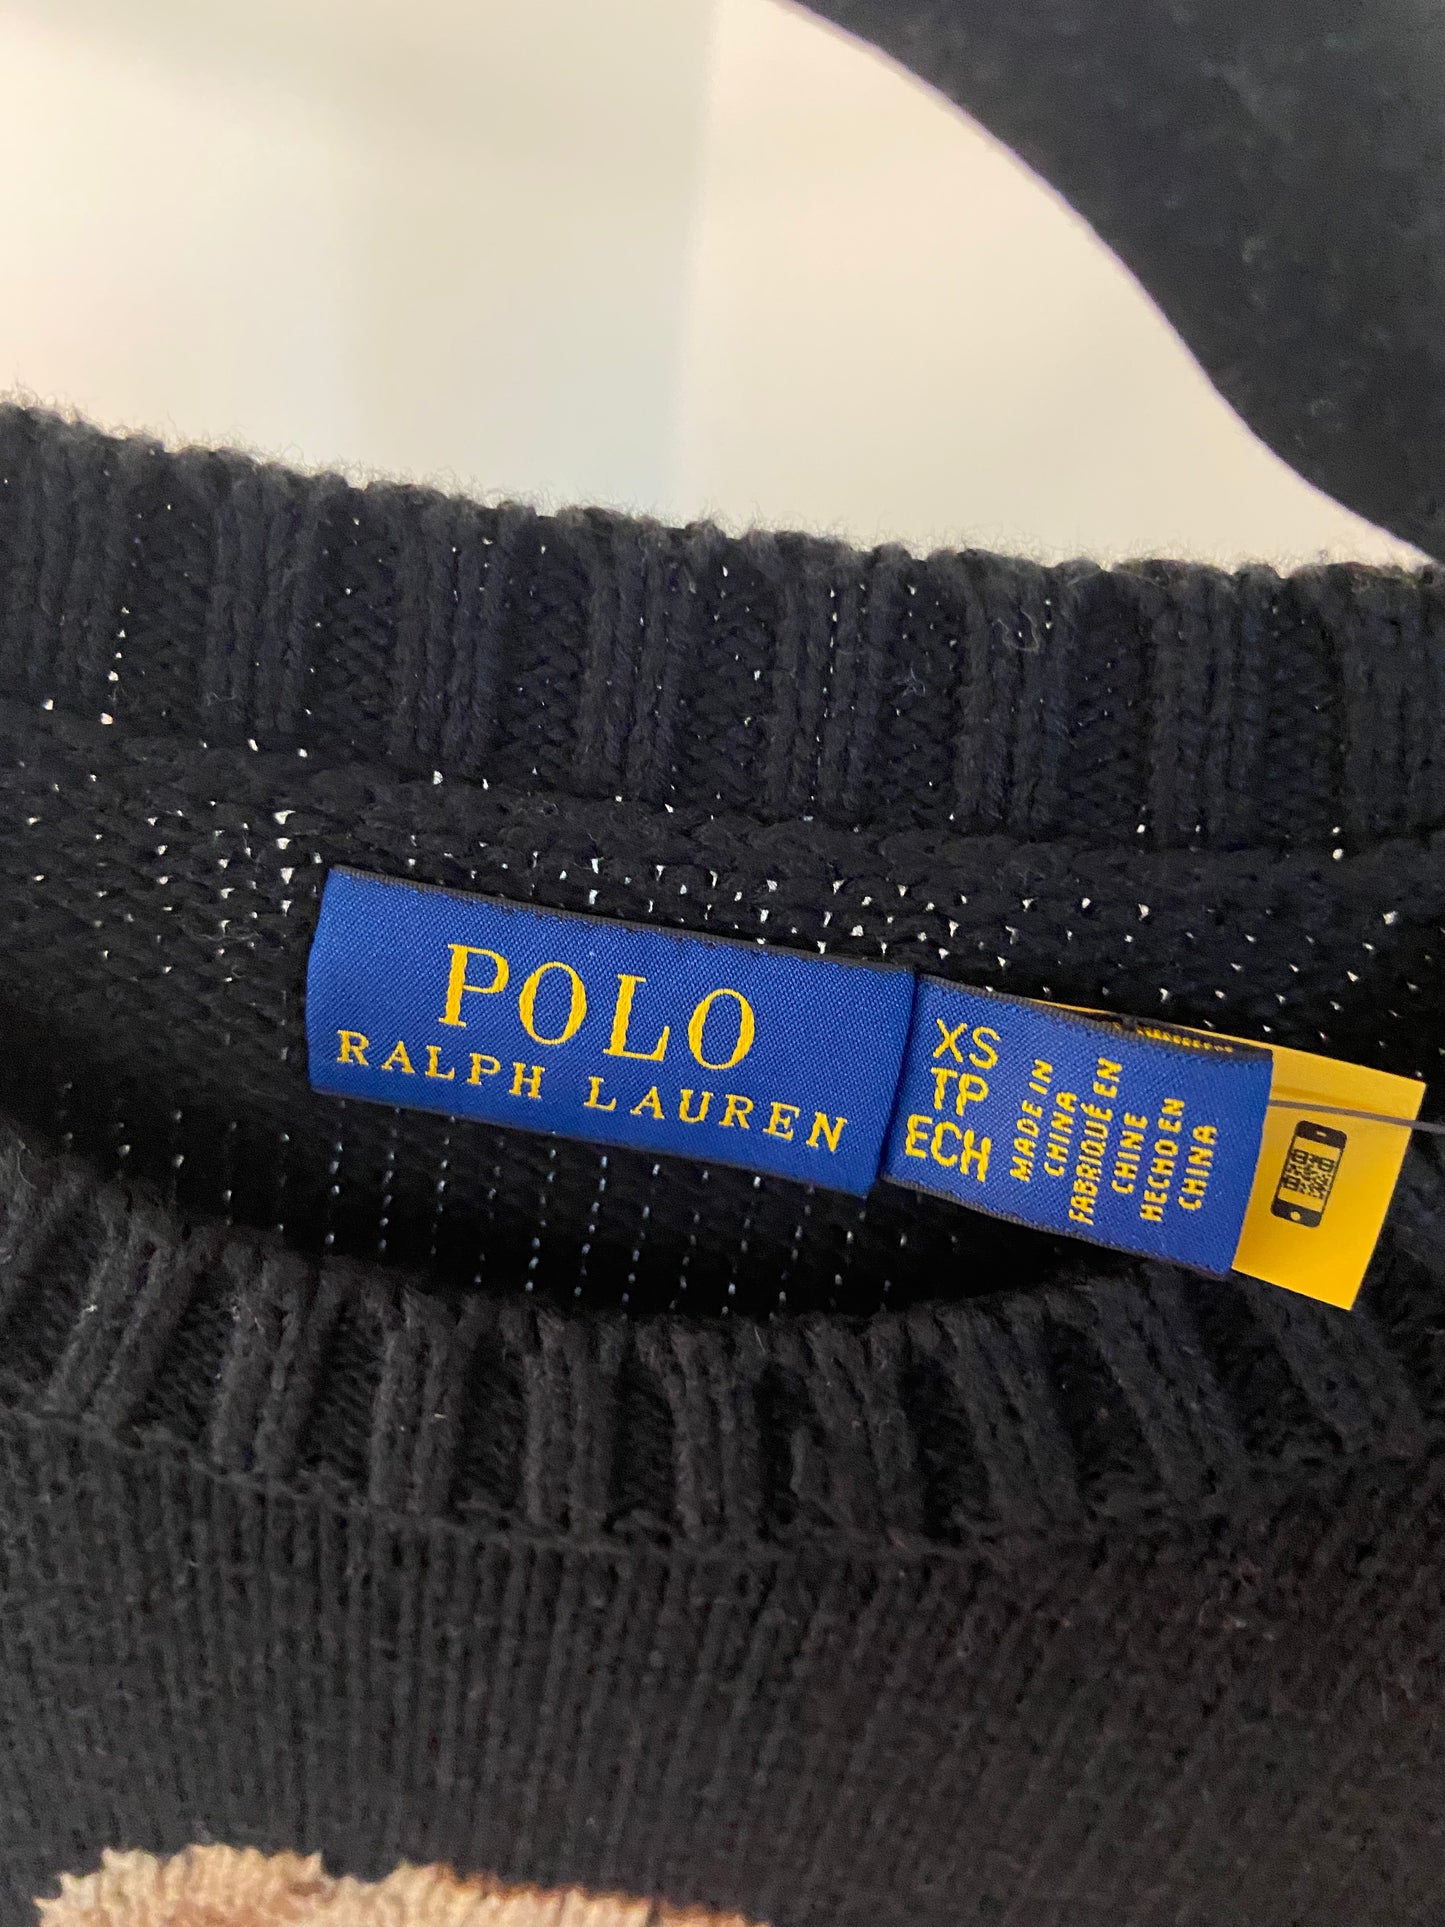 POLO
RALPH LAUREN
XS
TP
ECH
MADE IN
CHINA
FABRIQUÉ EN
CHINE
HECHO EN
CHINA